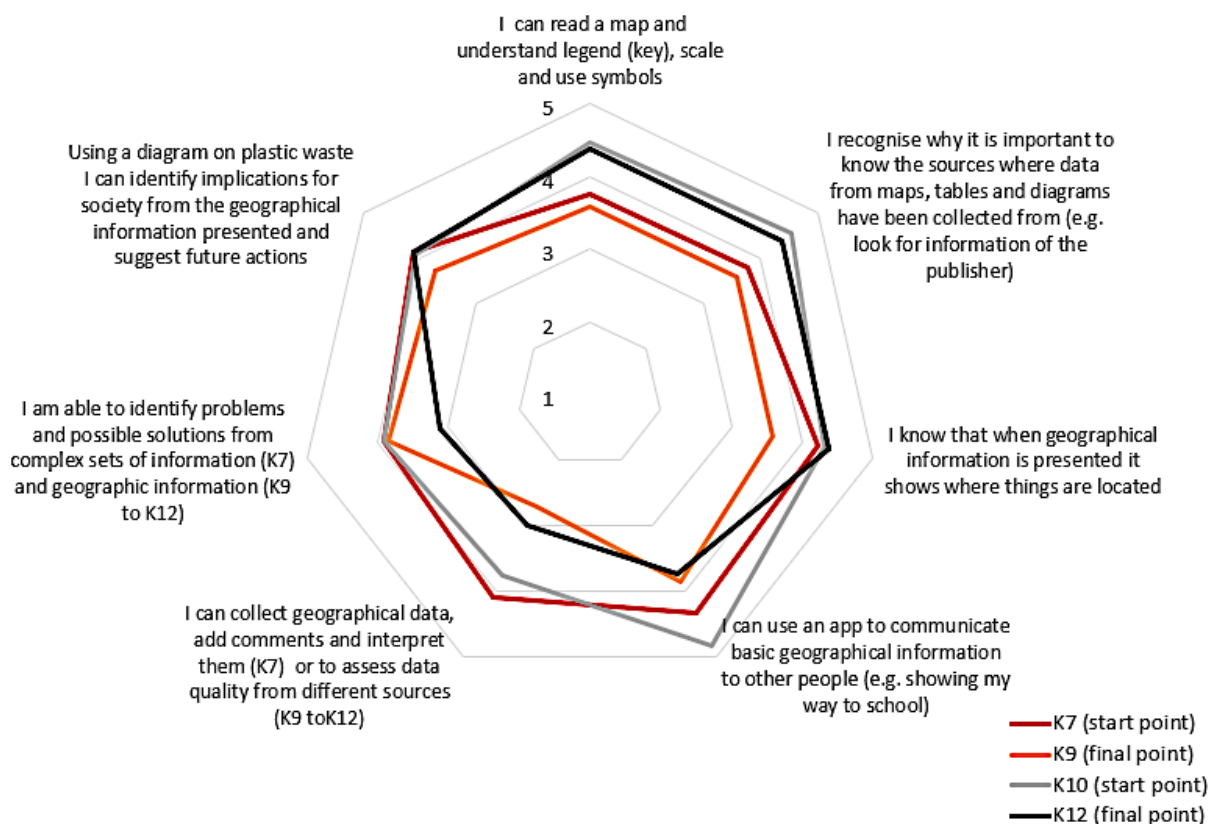 I can read a map and
understand legend (key), scale
and use symbols
I recognise why it is important to
know the sources where data
from maps, tables and diagrams
have been collected from (e.g.
look for information of the
publisher)
I know that when geographical
information is presented it
shows where things are located
I can use an app to communicate
basic geographical information
to other people (e.g. showing my
way to school)
I can collect geographical data,
add comments and interpret
them (K7) or to assess data
quality from different sources
(K9 toK12)
I am able to identify problems
and possible solutions from
complex sets of information (K7)
and geographic information (K9
to K12)
Using a diagram on plastic waste
I can identify implications for
society from the geographical
information presented and
suggest future actions
5
4
3
2
1
K7 (start point)
K9 (final point)
K10 (start point)
K12 (final point)